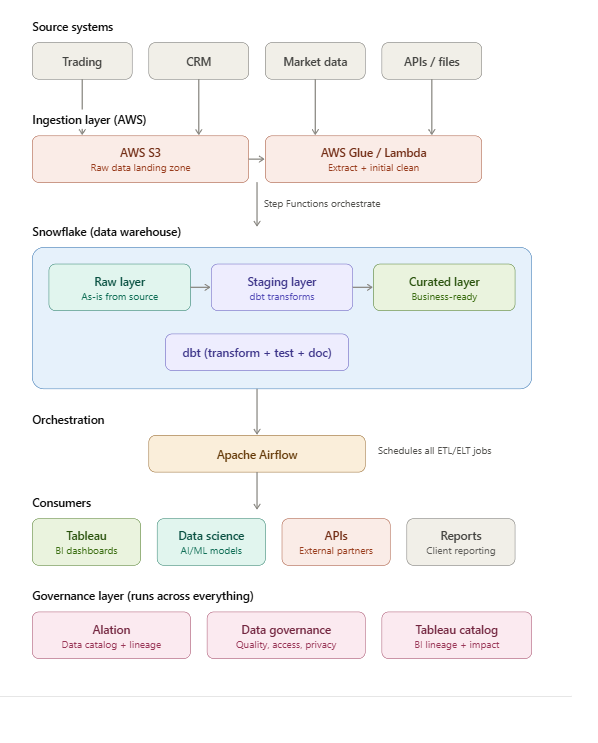 Source systems
Trading
CRM
Market data
APIs / files
Ingestion layer (AWS)
AWS S3
Raw data landing zone
AWS Glue / Lambda
Extract + initial clean
Step Functions orchestrate
Snowflake (data warehouse)
Raw layer
As-is from source
Staging layer
dbt transforms
Curated layer
Business-ready
dbt (transform + test + doc)
Orchestration
Apache Airflow
Schedules all ETL/ELT jobs
Consumers
Tableau
BI dashboards
Data science
AI/ML models
APIs
External partners
Reports
Client reporting
Governance layer (runs across everything)
Alation
Data catalog + lineage
Data governance
Quality, access, privacy
Tableau catalog
BI lineage + impact